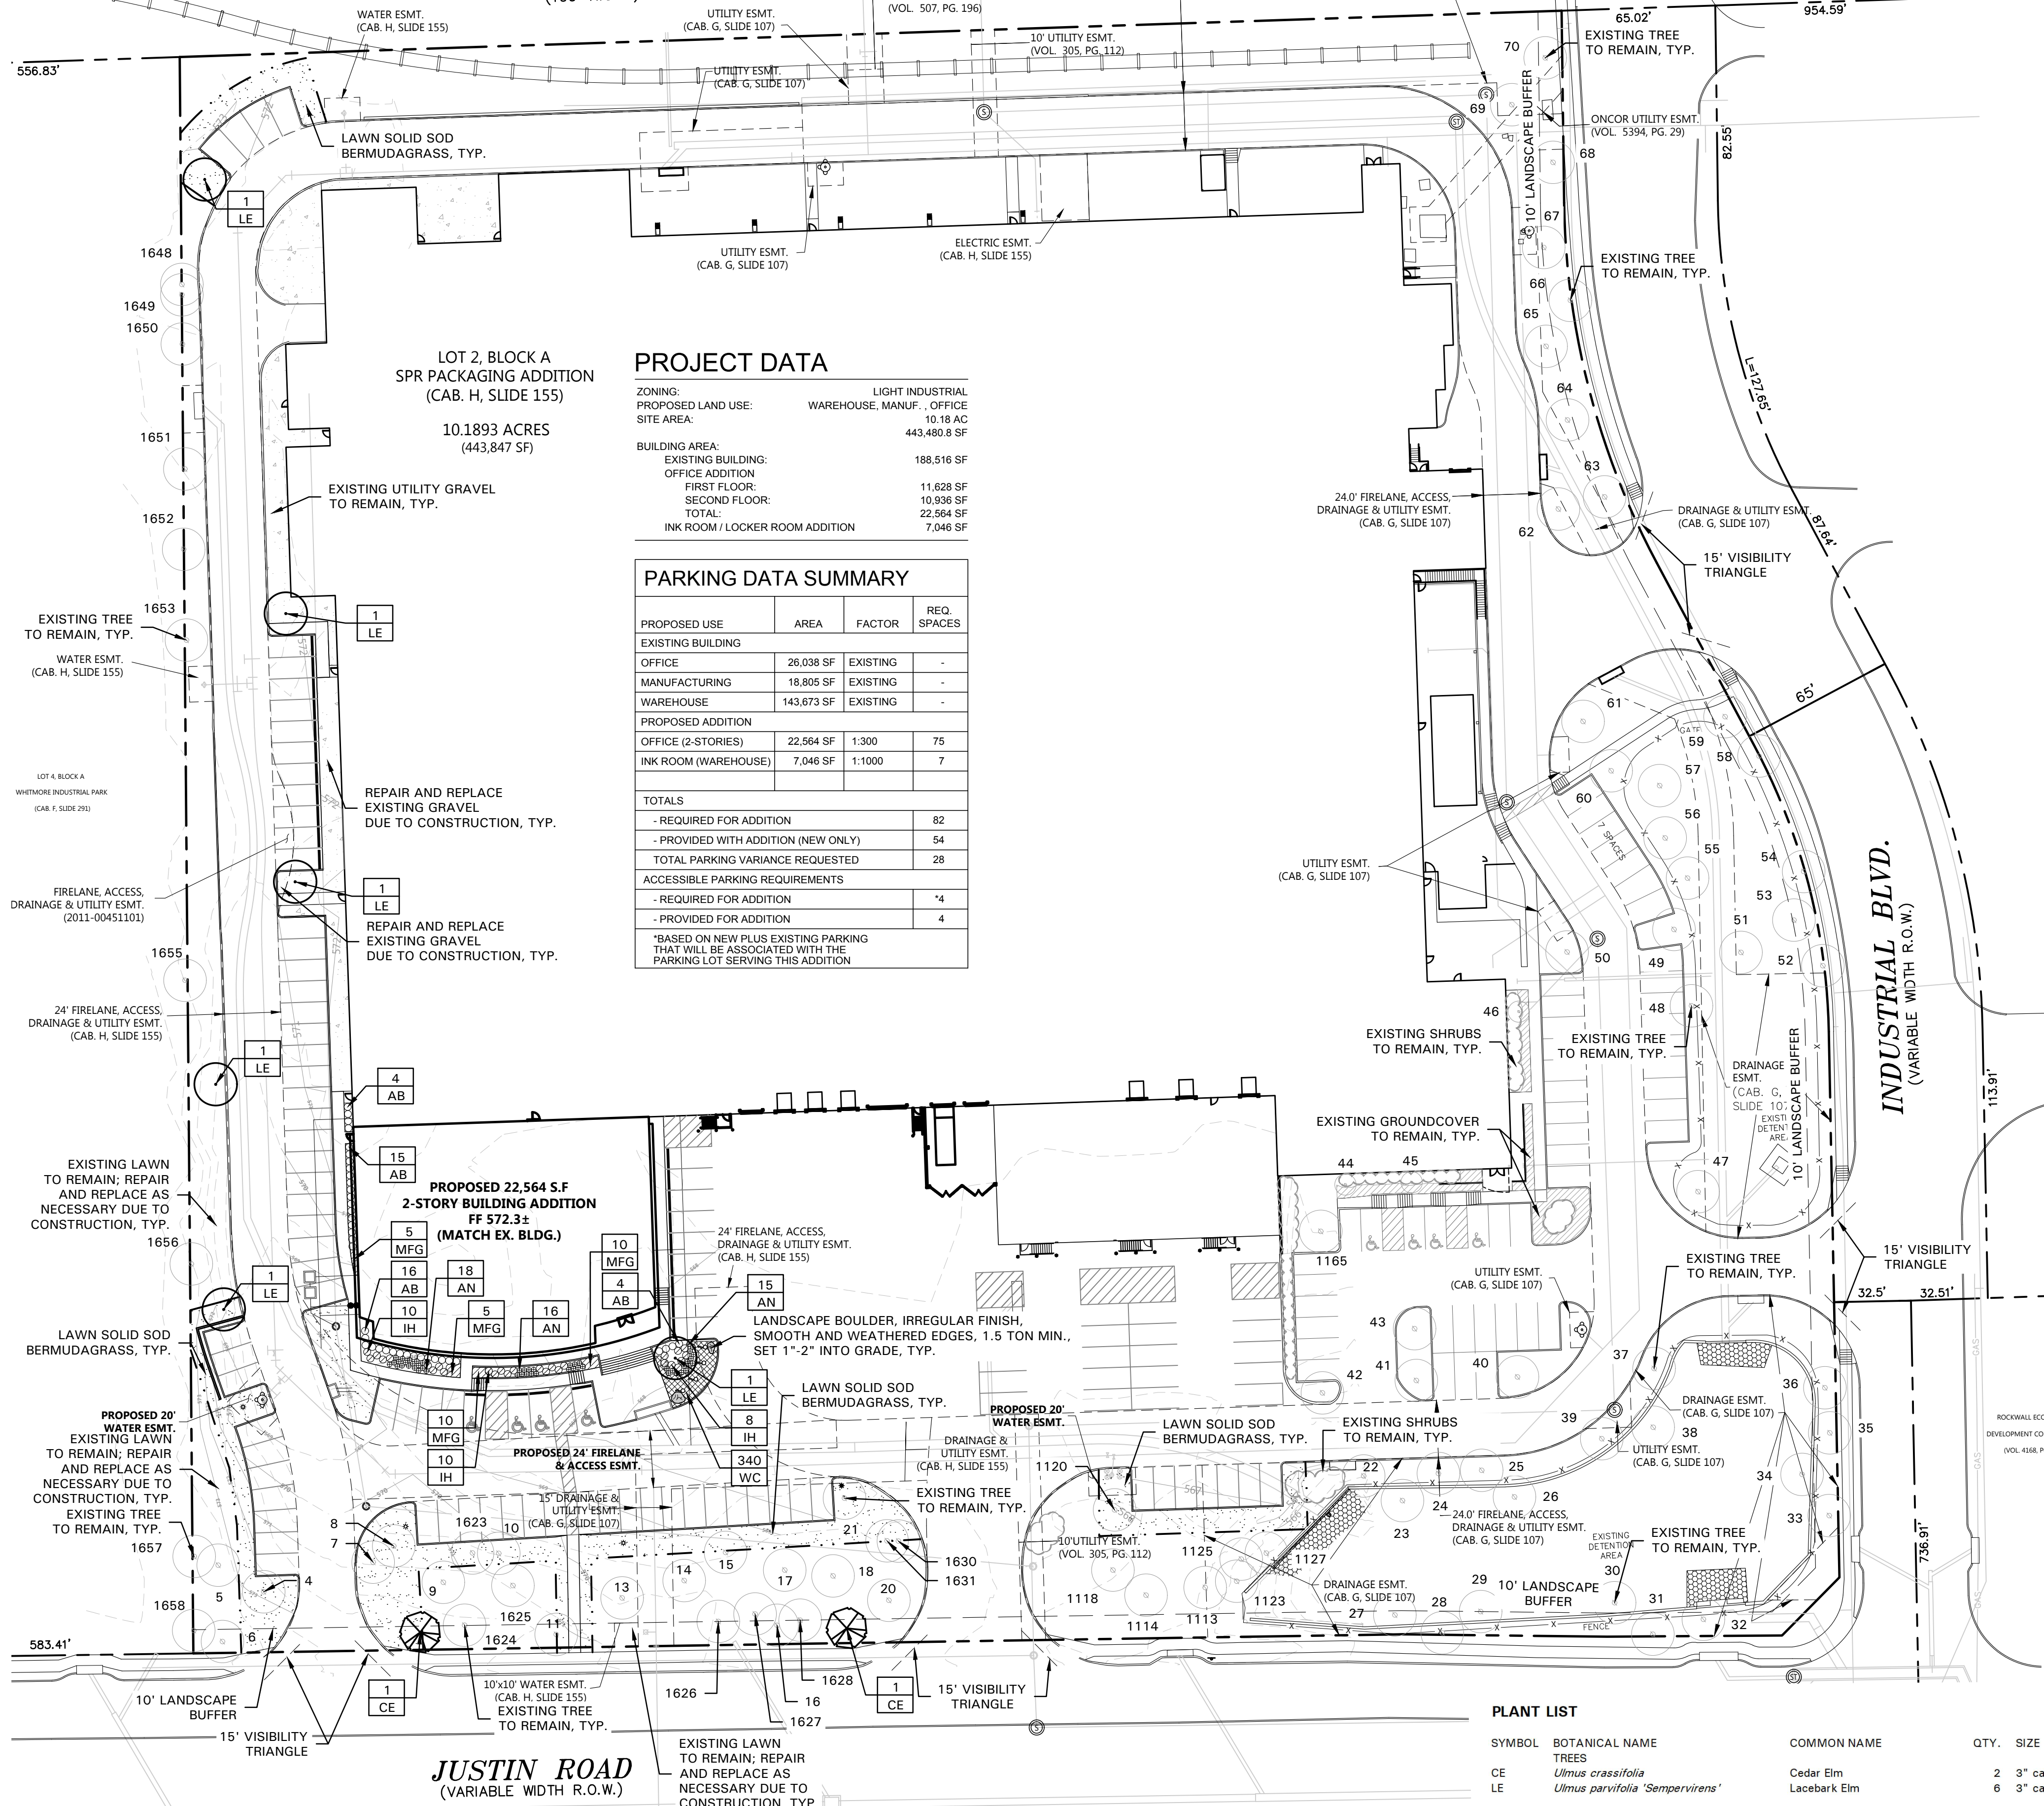 WATER ESMT.
(CAB. H, SLIDE 155)
UTILITY ESMT.
(CAB. G, SLIDE 107)
(VOL. 507, PG. 196)
10' UTILITY ESMT.
(VOL. 305, PG. 112)
65.02'
954.59'
70
EXISTING TREE
TO REMAIN, TYP.
556.83'
UTILITY ESMT.
(CAB. G, SLIDE 107)
69
10' LANDSCAPE BUFFER
ONCOR UTILITY ESMT.
(VOL. 5394, PG. 29)
82.55'
LAWN SOLID SOD
BERMUDAGRASS, TYP.
68
1
LE
67
UTILITY ESMT.
(CAB. G, SLIDE 107)
ELECTRIC ESMT.
(CAB. H, SLIDE 155)
1648
EXISTING TREE
TO REMAIN, TYP.
66
1649
65
1650
L=127.65'
LOT 2, BLOCK A
SPR PACKAGING ADDITION
(CAB. H, SLIDE 155)
10.1893 ACRES
(443,847 SF)
PROJECT DATA
ZONING: LIGHT INDUSTRIAL
PROPOSED LAND USE: WAREHOUSE, MANUF. , OFFICE
SITE AREA: 10.18 AC
443,480.8 SF
BUILDING AREA:
EXISTING BUILDING: 188,516 SF
OFFICE ADDITION
FIRST FLOOR: 11,628 SF
SECOND FLOOR: 10,936 SF
TOTAL: 22,564 SF
INK ROOM / LOCKER ROOM ADDITION 7,046 SF
64
1651
63
EXISTING UTILITY GRAVEL
TO REMAIN, TYP.
1652
24.0' FIRELANE, ACCESS,
DRAINAGE & UTILITY ESMT.
(CAB. G, SLIDE 107)
62
DRAINAGE & UTILITY ESMT.
(CAB. G, SLIDE 107)
87.64'
15' VISIBILITY
TRIANGLE
PARKING DATA SUMMARY
PROPOSED USE AREA FACTOR REQ. SPACES
EXISTING BUILDING
OFFICE 26,038 SF EXISTING -
MANUFACTURING 18,805 SF EXISTING -
WAREHOUSE 143,673 SF EXISTING -
PROPOSED ADDITION
OFFICE (2-STORIES) 22,564 SF 1:300 75
INK ROOM (WAREHOUSE) 7,046 SF 1:1000 7
TOTALS
- REQUIRED FOR ADDITION 82
- PROVIDED WITH ADDITION (NEW ONLY) 54
TOTAL PARKING VARIANCE REQUESTED 28
ACCESSIBLE PARKING REQUIREMENTS
- REQUIRED FOR ADDITION *4
- PROVIDED FOR ADDITION 4
*BASED ON NEW PLUS EXISTING PARKING
THAT WILL BE ASSOCIATED WITH THE
PARKING LOT SERVING THIS ADDITION
1653
EXISTING TREE
TO REMAIN, TYP.
WATER ESMT.
(CAB. H, SLIDE 155)
1
LE
572
65'
61
GATE
59
58
57
60
56
7 SPACES
55
54
53
51
52
50
49
48
LOT 4, BLOCK A
WHITMORE INDUSTRIAL PARK
(CAB. F, SLIDE 291)
REPAIR AND REPLACE
EXISTING GRAVEL
DUE TO CONSTRUCTION, TYP.
572
UTILITY ESMT.
(CAB. G, SLIDE 107)
FIRELANE, ACCESS,
DRAINAGE & UTILITY ESMT.
(2011-00451101)
1
LE
REPAIR AND REPLACE
EXISTING GRAVEL
DUE TO CONSTRUCTION, TYP.
572
1655
24' FIRELANE, ACCESS,
DRAINAGE & UTILITY ESMT.
(CAB. H, SLIDE 155)
INDUSTRIAL BLVD.
(VARIABLE WIDTH R.O.W.)
46
EXISTING SHRUBS
TO REMAIN, TYP.
EXISTING TREE
TO REMAIN, TYP.
DRAINAGE
ESMT.
(CAB. G,
SLIDE 107
10' LANDSCAPE BUFFER
113.91'
1
LE
4
AB
EXISTING GROUNDCOVER
TO REMAIN, TYP.
15
AB
44
45
47
EXISTING LAWN
TO REMAIN; REPAIR
AND REPLACE AS
NECESSARY DUE TO
CONSTRUCTION, TYP.
1656
PROPOSED 22,564 S.F
2-STORY BUILDING ADDITION
FF 572.3±
(MATCH EX. BLDG.)
5
MFG
16
AB
18
AN
10
IH
5
MFG
16
AN
10
MFG
4
AB
24' FIRELANE, ACCESS,
DRAINAGE & UTILITY ESMT.
(CAB. H, SLIDE 155)
15
AN
1165
UTILITY ESMT.
(CAB. G, SLIDE 107)
EXISTING TREE
TO REMAIN, TYP.
15' VISIBILITY
TRIANGLE
32.5'
32.51'
1
LE
LANDSCAPE BOULDER, IRREGULAR FINISH,
SMOOTH AND WEATHERED EDGES, 1.5 TON MIN.,
SET 1"-2" INTO GRADE, TYP.
43
LAWN SOLID SOD
BERMUDAGRASS, TYP.
41
40
37
42
36
1
LE
LAWN SOLID SOD
BERMUDAGRASS, TYP.
PROPOSED 20'
WATER ESMT.
8
IH
10
MFG
10
IH
PROPOSED 24' FIRELANE
& ACCESS ESMT.
340
WC
PROPOSED 20'
WATER ESMT.
DRAINAGE &
UTILITY ESMT.
(CAB. H, SLIDE 155)
LAWN SOLID SOD
BERMUDAGRASS, TYP.
EXISTING SHRUBS
TO REMAIN, TYP.
DRAINAGE ESMT.
(CAB. G, SLIDE 107)
39
38
35
UTILITY ESMT.
(CAB. G, SLIDE 107)
EXISTING LAWN
TO REMAIN; REPAIR
AND REPLACE AS
NECESSARY DUE TO
CONSTRUCTION, TYP.
EXISTING TREE
TO REMAIN, TYP.
1657
1120
22
25
34
567
EXISTING TREE
TO REMAIN, TYP.
15' DRAINAGE &
UTILITY ESMT.
(CAB. G, SLIDE 107)
8
1623
10
7
21
24
26
23
24.0' FIRELANE, ACCESS,
DRAINAGE & UTILITY ESMT.
(CAB. G, SLIDE 107)
33
EXISTING
DETENTION
AREA
EXISTING TREE
TO REMAIN, TYP.
10'UTILITY ESMT.
(VOL. 305, PG. 112)
1125
1127
1630
1631
4
5
9
13
14
15
17
18
20
1118
1123
DRAINAGE ESMT.
(CAB. G, SLIDE 107)
27
28
29
10' LANDSCAPE
BUFFER
30
31
32
FENCE
736.91'
1658
6
1625
1624
11
1114
1113
583.41'
10' LANDSCAPE
BUFFER
15' VISIBILITY
TRIANGLE
1
CE
10'x10' WATER ESMT.
(CAB. H, SLIDE 155)
EXISTING TREE
TO REMAIN, TYP.
1626
1628
16
1627
1
CE
15' VISIBILITY
TRIANGLE
EXISTING LAWN
TO REMAIN; REPAIR
AND REPLACE AS
NECESSARY DUE TO
CONSTRUCTION, TYP
JUSTIN ROAD
(VARIABLE WIDTH R.O.W.)
PLANT LIST
SYMBOL BOTANICAL NAME COMMON NAME QTY. SIZE
TREES
CE Ulmus crassifolia Cedar Elm 2 3" ca
LE Ulmus parvifolia 'Sempervirens' Lacebark Elm 6 3" ca